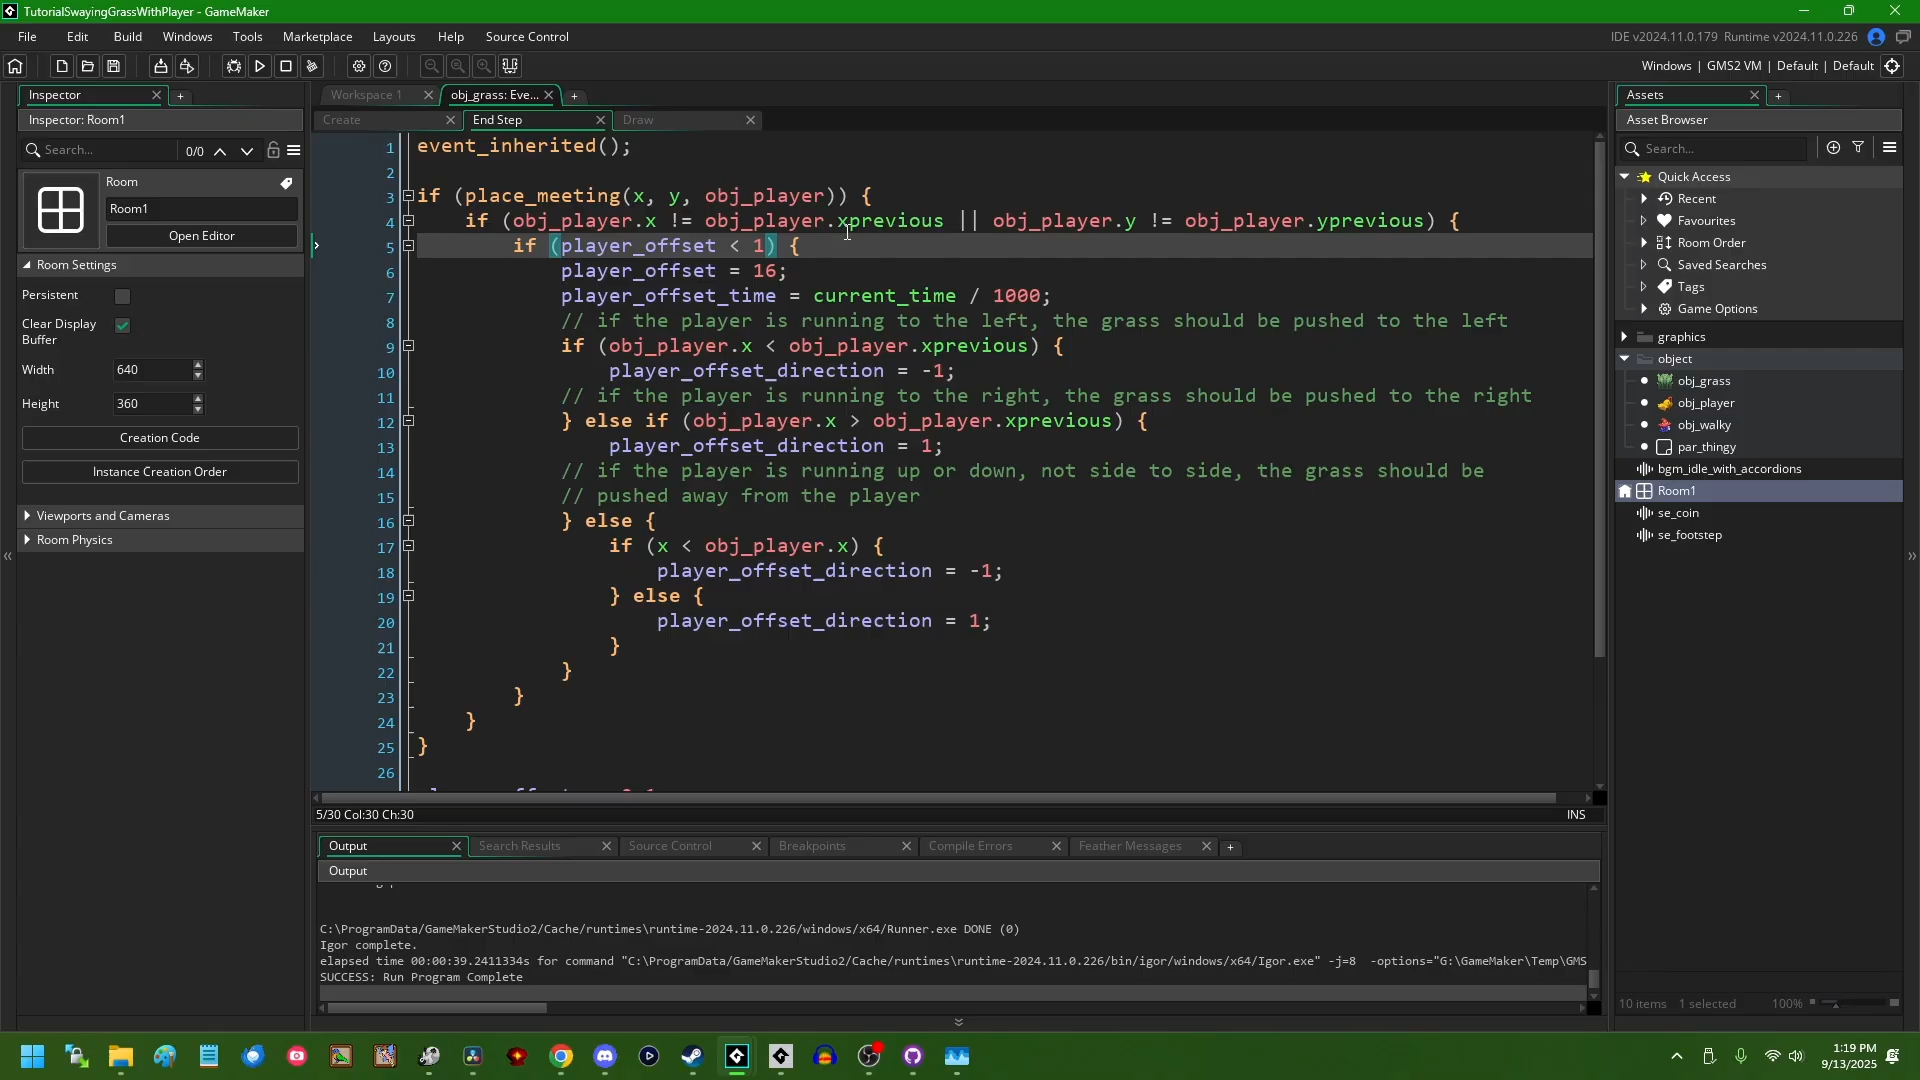 TutorialSwayingGrassWithPlayer - GameMaker
File Edit Build Windows Tools Marketplace Layouts Help Source Control
IDE v2024.11.0.179 Runtime v2024.11.0.226
Windows | GMS2 VM | Default | Default
Inspector
Inspector: Room1
Search... 0/0
Room
Room1
Open Editor
Room Settings
Persistent
Clear Display
Buffer
Width 640
Height 360
Creation Code
Instance Creation Order
Viewports and Cameras
Room Physics
Workspace 1 obj_grass: Eve...
Create End Step Draw
1 event_inherited();
2
3 if (place_meeting(x, y, obj_player)) {
4 if (obj_player.x != obj_player.xprevious || obj_player.y != obj_player.yprevious) {
5 if (player_offset < 1) {
6 player_offset = 16;
7 player_offset_time = current_time / 1000;
8 // if the player is running to the left, the grass should be pushed to the left
9 if (obj_player.x < obj_player.xprevious) {
10 player_offset_direction = -1;
11 // if the player is running to the right, the grass should be pushed to the right
12 } else if (obj_player.x > obj_player.xprevious) {
13 player_offset_direction = 1;
14 // if the player is running up or down, not side to side, the grass should be
15 // pushed away from the player
16 } else {
17 if (x < obj_player.x) {
18 player_offset_direction = -1;
19 } else {
20 player_offset_direction = 1;
21 }
22 }
23 }
24 }
25 }
26
5/30 Col:30 Ch:30 INS
Output Search Results Source Control Breakpoints Compile Errors Feather Messages
Output
C:\ProgramData/GameMakerStudio2/Cache/runtimes\runtime-2024.11.0.226/windows/x64/Runner.exe DONE (0)
Igor complete.
elapsed time 00:00:39.2411334s for command "C:\ProgramData/GameMakerStudio2/Cache/runtimes\runtime-2024.11.0.226/bin/igor/windows/x64/Igor.exe" -j=8 -options="G:\GameMaker\Temp\GMS
SUCCESS: Run Program Complete
Assets
Asset Browser
Search...
Quick Access
Recent
Favourites
Room Order
Saved Searches
Tags
Game Options
graphics
object
obj_grass
obj_player
obj_walky
par_thingy
bgm_idle_with_accordions
Room1
se_coin
se_footstep
10 items 1 selected 100%
1:19 PM
9/13/2025